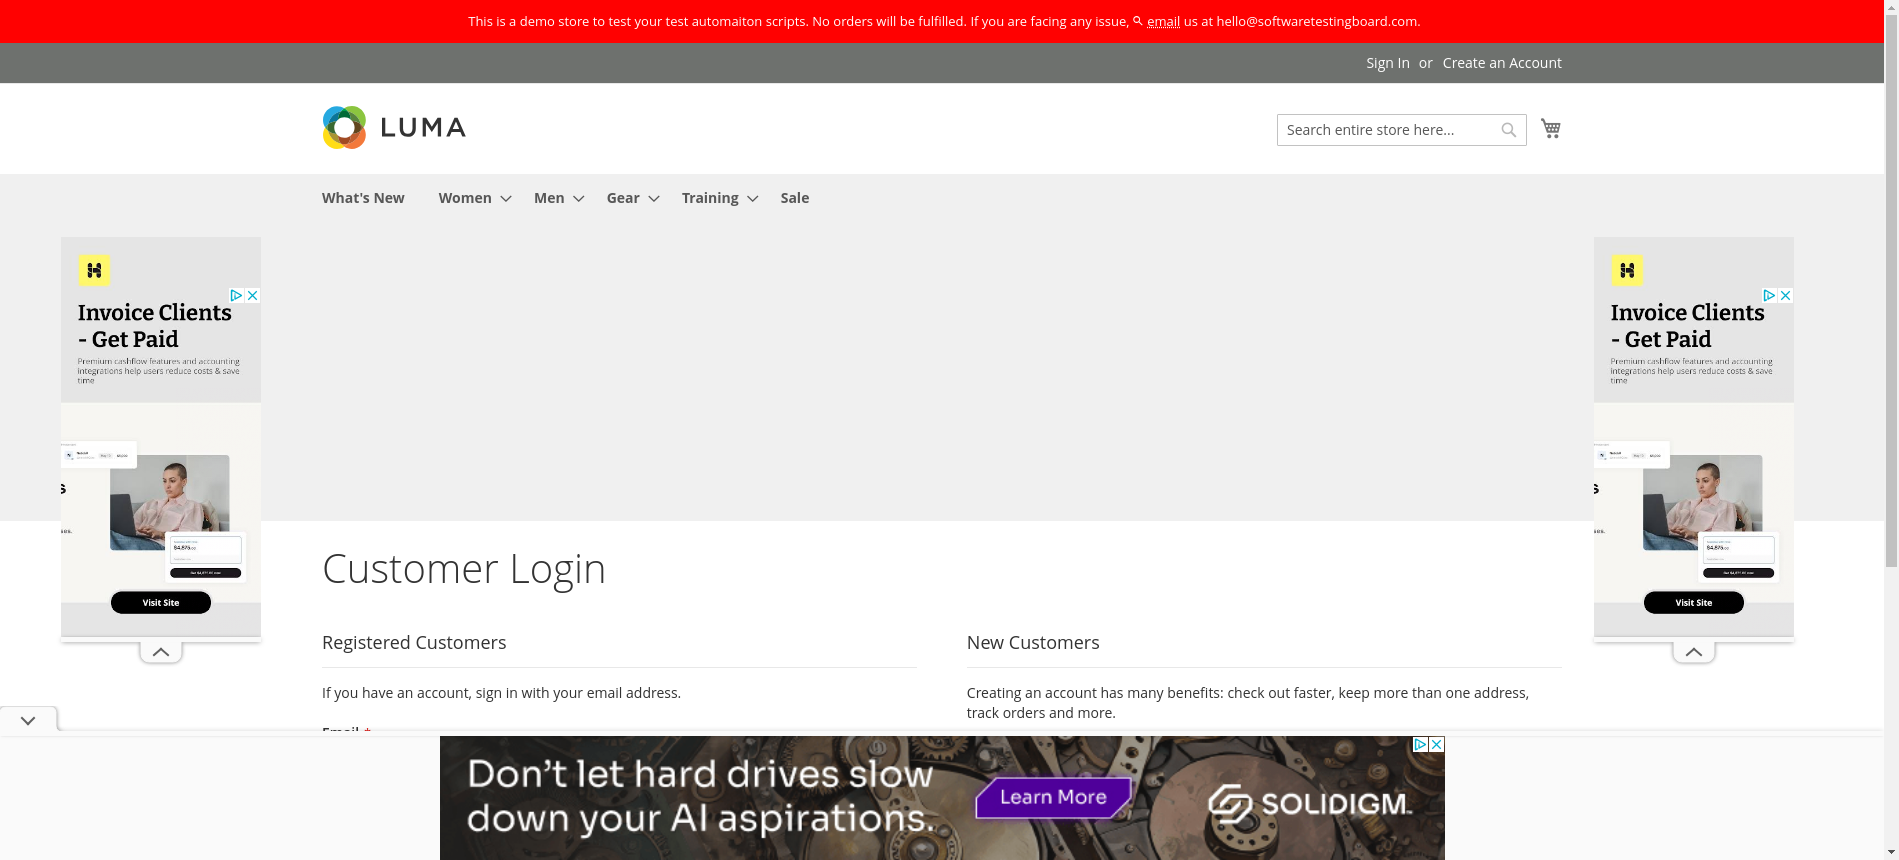 This is a demo store to test your test automaiton scripts. No orders will be fulfilled. If you are facing any issue, email us at hello@softwaretestingboard.com.
Sign In or Create an Account
LUMA
Search entire store here...
What's New Women Men Gear Training Sale
Invoice Clients
- Get Paid
Premium cashflow features and accounting
integrations help users reduce costs & save
time
Visit Site
Invoice Clients
- Get Paid
Premium cashflow features and accounting
integrations help users reduce costs & save
time
Visit Site
Customer Login
Registered Customers
If you have an account, sign in with your email address.
Email *
New Customers
Creating an account has many benefits: check out faster, keep more than one address,
track orders and more.
Don't let hard drives slow
down your AI aspirations.
Learn More
SOLIDIGM